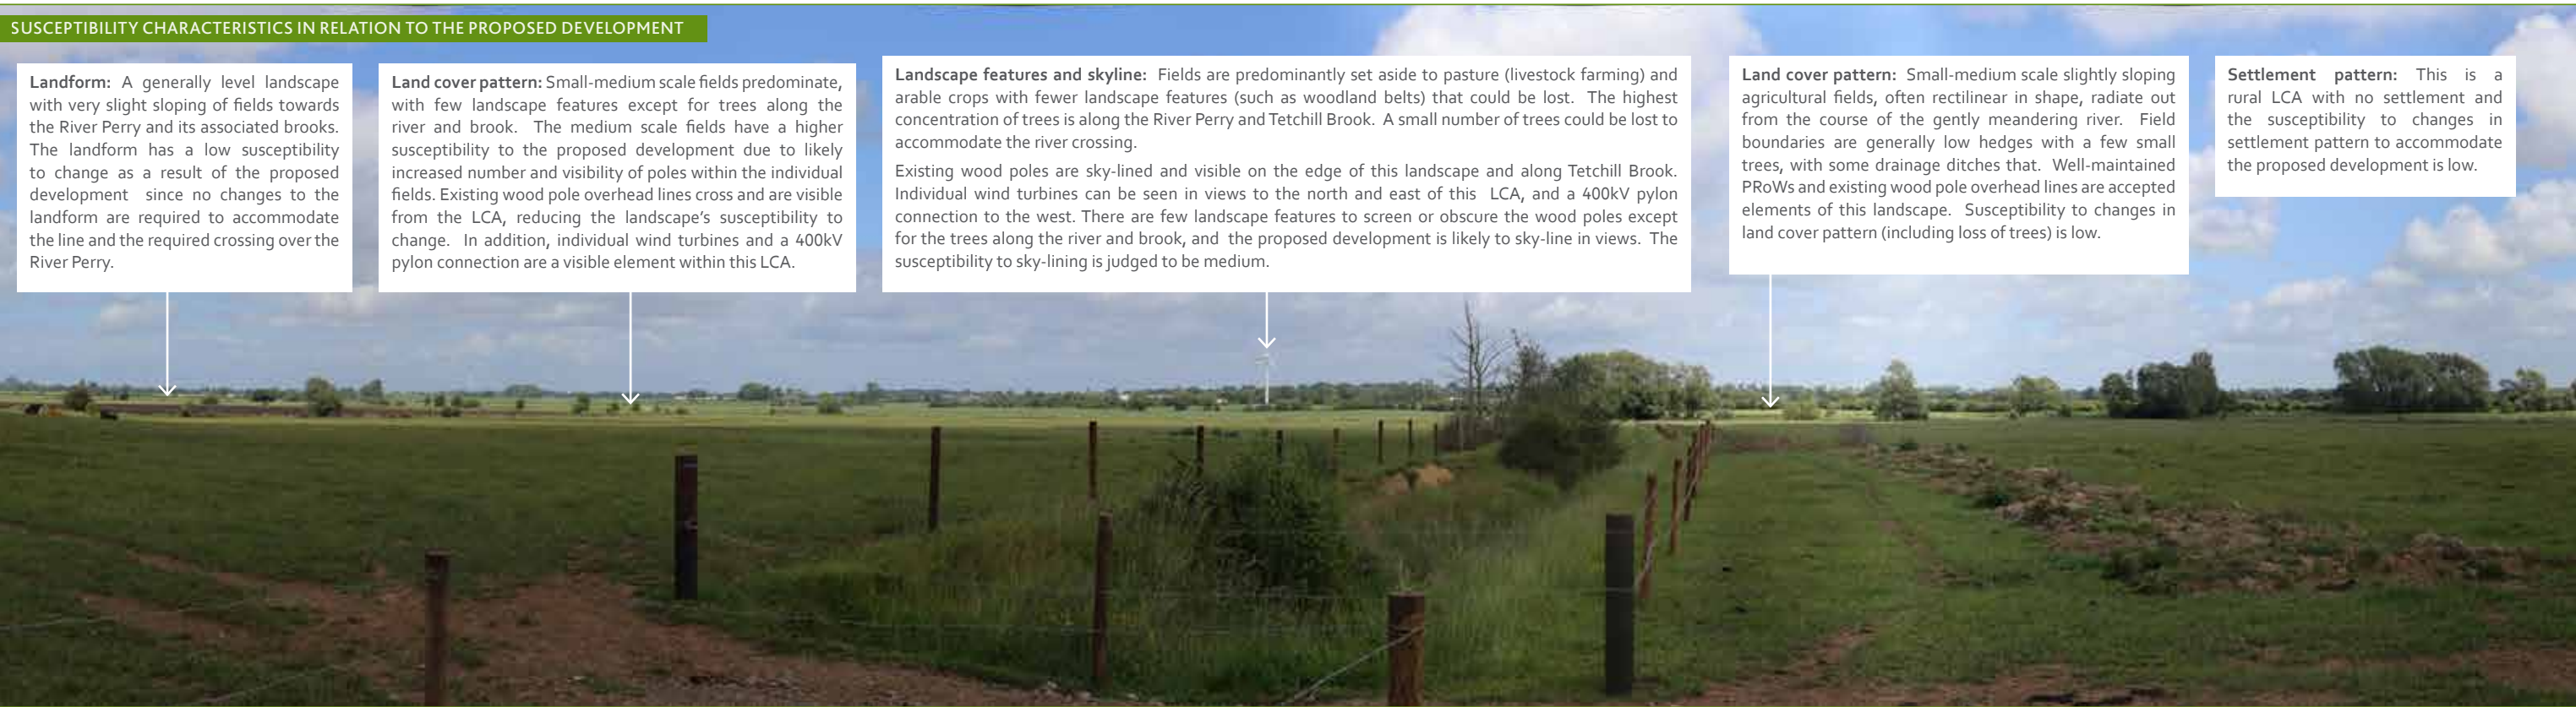 SUSCEPTIBILITY CHARACTERISTICS IN RELATION TO THE PROPOSED DEVELOPMENT
Landform: A generally level landscape
with very slight sloping of fields towards
the River Perry and its associated brooks.
The landform has a low susceptibility
to change as a result of the proposed
development since no changes to the
landform are required to accommodate
the line and the required crossing over the
River Perry.
Land cover pattern: Small-medium scale fields predominate,
with few landscape features except for trees along the
river and brook. The medium scale fields have a higher
susceptibility to the proposed development due to likely
increased number and visibility of poles within the individual
fields. Existing wood pole overhead lines cross and are visible
from the LCA, reducing the landscape's susceptibility to
change. In addition, individual wind turbines and a 400kV
pylon connection are a visible element within this LCA.
Landscape features and skyline: Fields are predominantly set aside to pasture (livestock farming) and
arable crops with fewer landscape features (such as woodland belts) that could be lost. The highest
concentration of trees is along the River Perry and Tetchill Brook. A small number of trees could be lost to
accommodate the river crossing.
Existing wood poles are sky-lined and visible on the edge of this landscape and along Tetchill Brook.
Individual wind turbines can be seen in views to the north and east of this LCA, and a 400kV pylon
connection to the west. There are few landscape features to screen or obscure the wood poles except
for the trees along the river and brook, and the proposed development is likely to sky-line in views. The
susceptibility to sky-lining is judged to be medium.
Land cover pattern: Small-medium scale slightly sloping
agricultural fields, often rectilinear in shape, radiate out
from the course of the gently meandering river. Field
boundaries are generally low hedges with a few small
trees, with some drainage ditches that. Well-maintained
PRoWs and existing wood pole overhead lines are accepted
elements of this landscape. Susceptibility to changes in
land cover pattern (including loss of trees) is low.
Settlement pattern: This is a
rural LCA with no settlement and
the susceptibility to changes in
settlement pattern to accommodate
the proposed development is low.